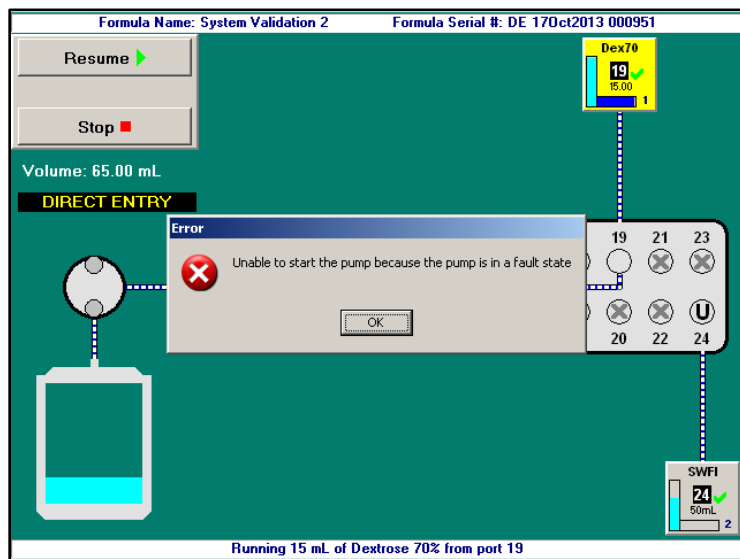 Formula Name: System Validation 2 Formula Serial #: DE 17Oct2013 000951
Resume
Stop
Volume: 65.00 mL
DIRECT ENTRY
Dex70
19
15.00
1
Error
Unable to start the pump because the pump is in a fault state
OK
19 21 23
U
20 22 24
SWFI
24
50mL
2
Running 15 mL of Dextrose 70% from port 19